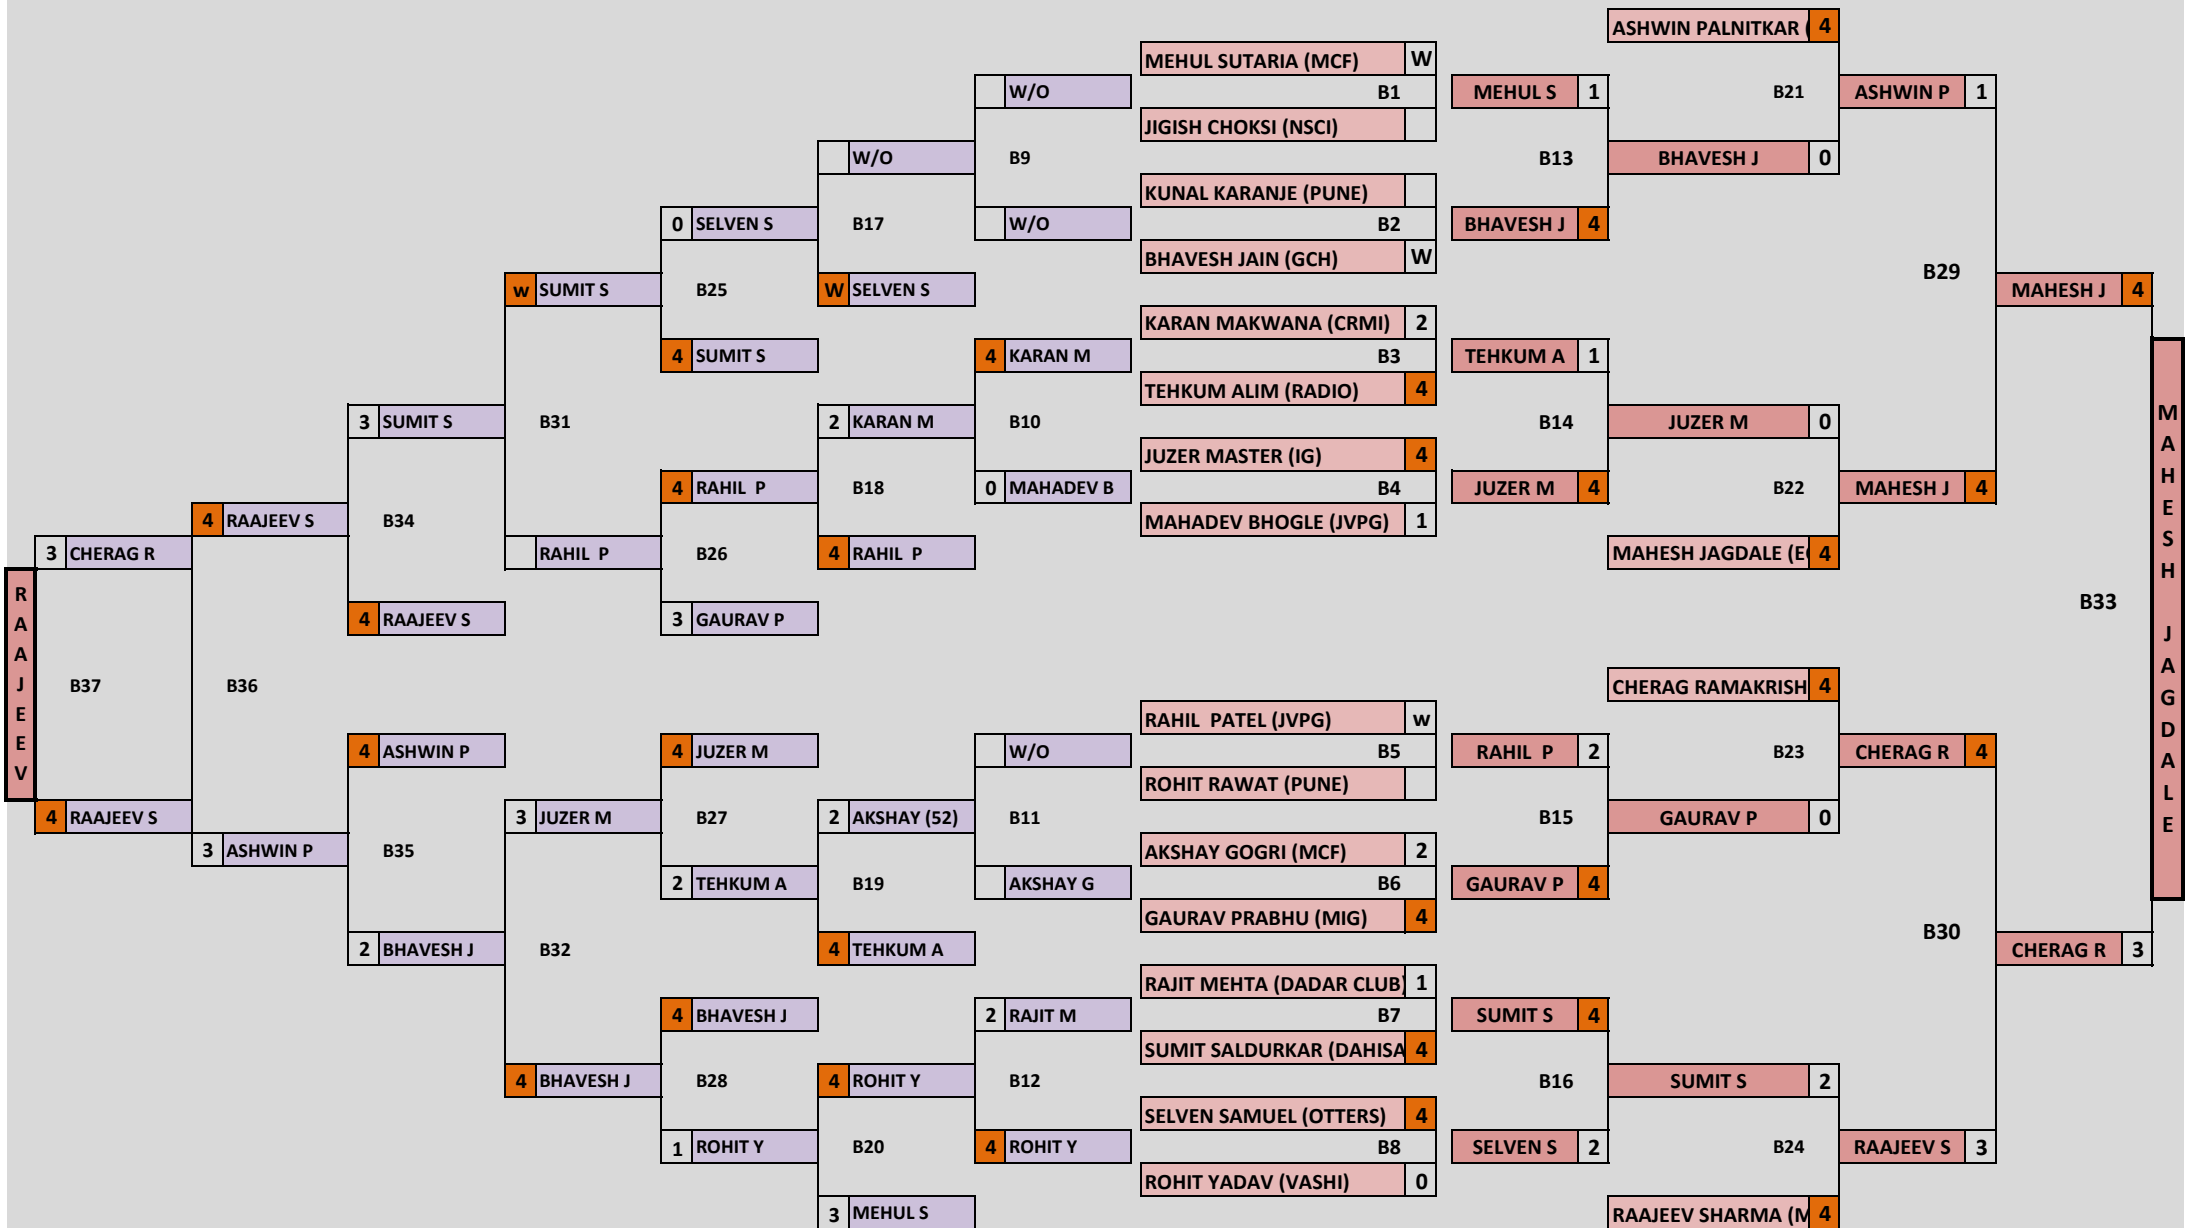 ASHWIN PALNITKAR ( 4
MEHUL SUTARIA (MCF) W
W/O B1 MEHUL S 1 B21 ASHWIN P 1
JIGISH CHOKSI (NSCI)
W/O B9 B13 BHAVESH J 0
KUNAL KARANJE (PUNE)
0 SELVEN S B17 W/O B2 BHAVESH J 4
BHAVESH JAIN (GCH) W
B29
w SUMIT S B25 W SELVEN S MAHESH J 4
KARAN MAKWANA (CRMI) 2
4 SUMIT S 4 KARAN M B3 TEHKUM A 1
TEHKUM ALIM (RADIO) 4
3 SUMIT S B31 2 KARAN M B10 B14 JUZER M 0
JUZER MASTER (IG) 4
4 RAHIL P B18 0 MAHADEV B B4 JUZER M 4 B22 MAHESH J 4
4 RAAJEEV S B34 MAHADEV BHOGLE (JVPG) 1
3 CHERAG R RAHIL P B26 4 RAHIL P MAHESH JAGDALE (E 4
B33
4 RAAJEEV S 3 GAURAV P
RAAJEEV
MAHESH JAGDALE
B37 B36 CHERAG RAMAKRISH 4
RAHIL PATEL (JVPG) w
4 ASHWIN P 4 JUZER M W/O B5 RAHIL P 2 B23 CHERAG R 4
ROHIT RAWAT (PUNE)
4 RAAJEEV S 3 JUZER M B27 2 AKSHAY (52) B11 B15 GAURAV P 0
3 ASHWIN P B35 AKSHAY GOGRI (MCF) 2
2 TEHKUM A B19 AKSHAY G B6 GAURAV P 4
GAURAV PRABHU (MIG) 4
B30
2 BHAVESH J B32 4 TEHKUM A CHERAG R 3
RAJIT MEHTA (DADAR CLUB) 1
4 BHAVESH J 2 RAJIT M B7 SUMIT S 4
SUMIT SALDURKAR (DAHISA 4
4 BHAVESH J B28 4 ROHIT Y B12 B16 SUMIT S 2
SELVEN SAMUEL (OTTERS) 4
1 ROHIT Y B20 4 ROHIT Y B8 SELVEN S 2 B24 RAAJEEV S 3
ROHIT YADAV (VASHI) 0
3 MEHUL S RAAJEEV SHARMA (M 4